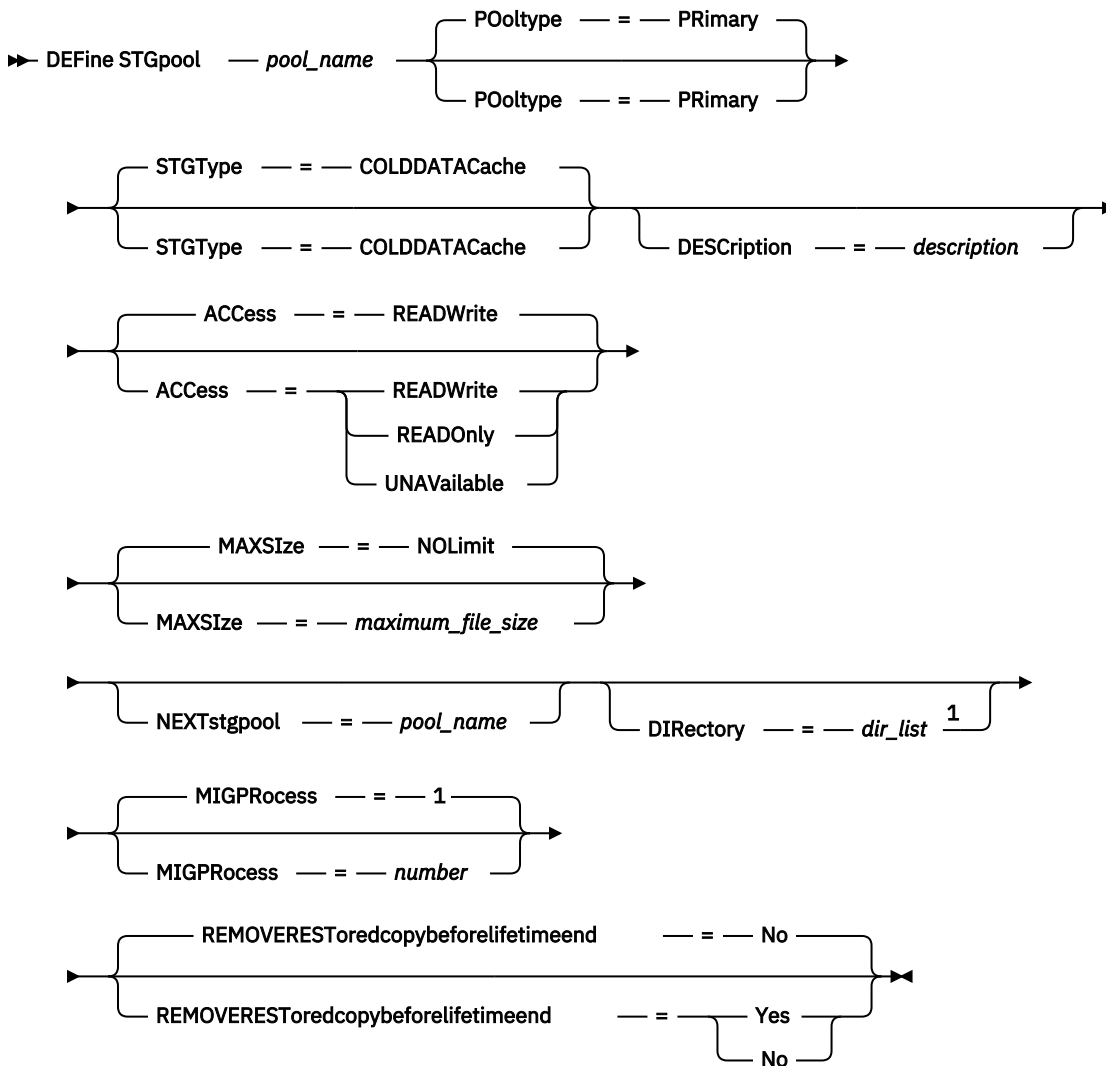 POoltype = PRimary
DEFine STGpool pool_name
POoltype = PRimary
STGType = COLDDATACache
STGType = COLDDATACache
DESCription = description
ACCess = READWrite
ACCess = READWrite
READOnly
UNAVailable
MAXSIze = NOLimit
MAXSIze = maximum_file_size
NEXTstgpool = pool_name
DIRectory = dir_list 1
MIGPRocess = 1
MIGPRocess = number
REMOVERESToredcopybeforelifetimeend = No
REMOVERESToredcopybeforelifetimeend = Yes
No